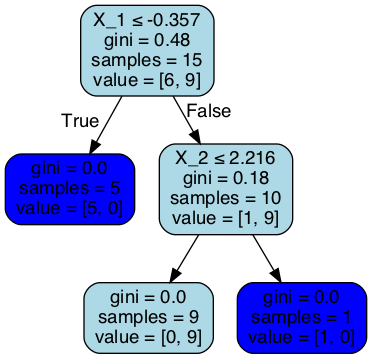 X_1 ≤ -0.357
gini = 0.48
samples = 15
value = [6, 9]
True
False
gini = 0.0
samples = 5
value = [5, 0]
X_2 ≤ 2.216
gini = 0.18
samples = 10
value = [1, 9]
gini = 0.0
samples = 9
value = [0, 9]
gini = 0.0
samples = 1
value = [1, 0]